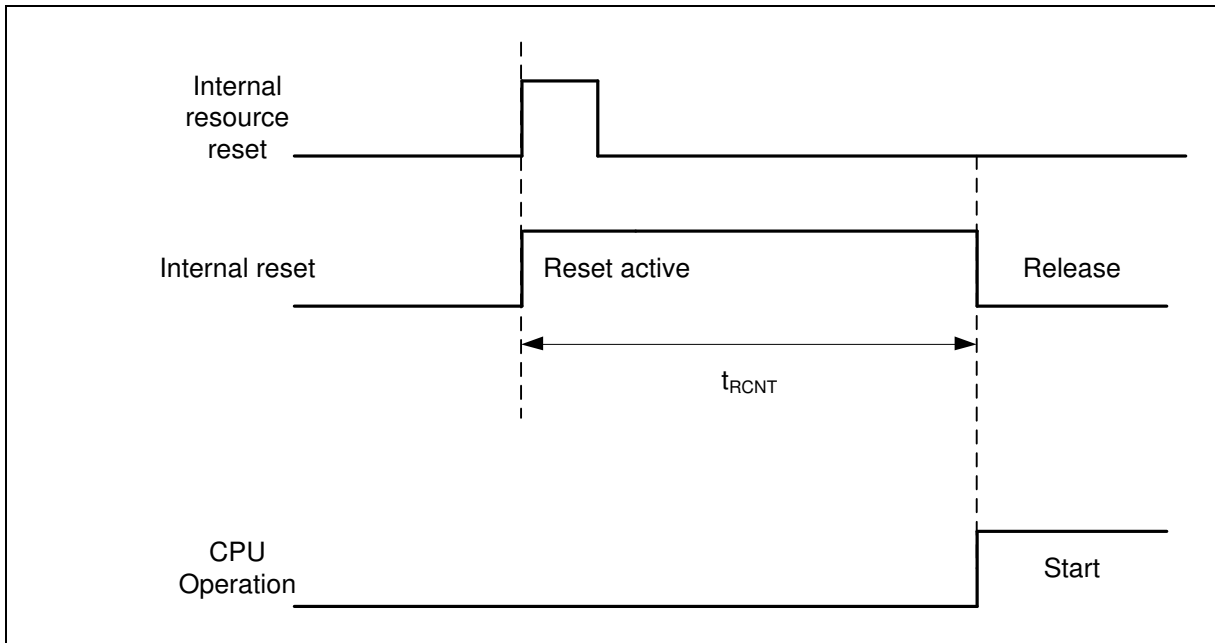 Internal
resource
reset
Internal reset
Reset active
Release
tRCNT
CPU
Operation
Start